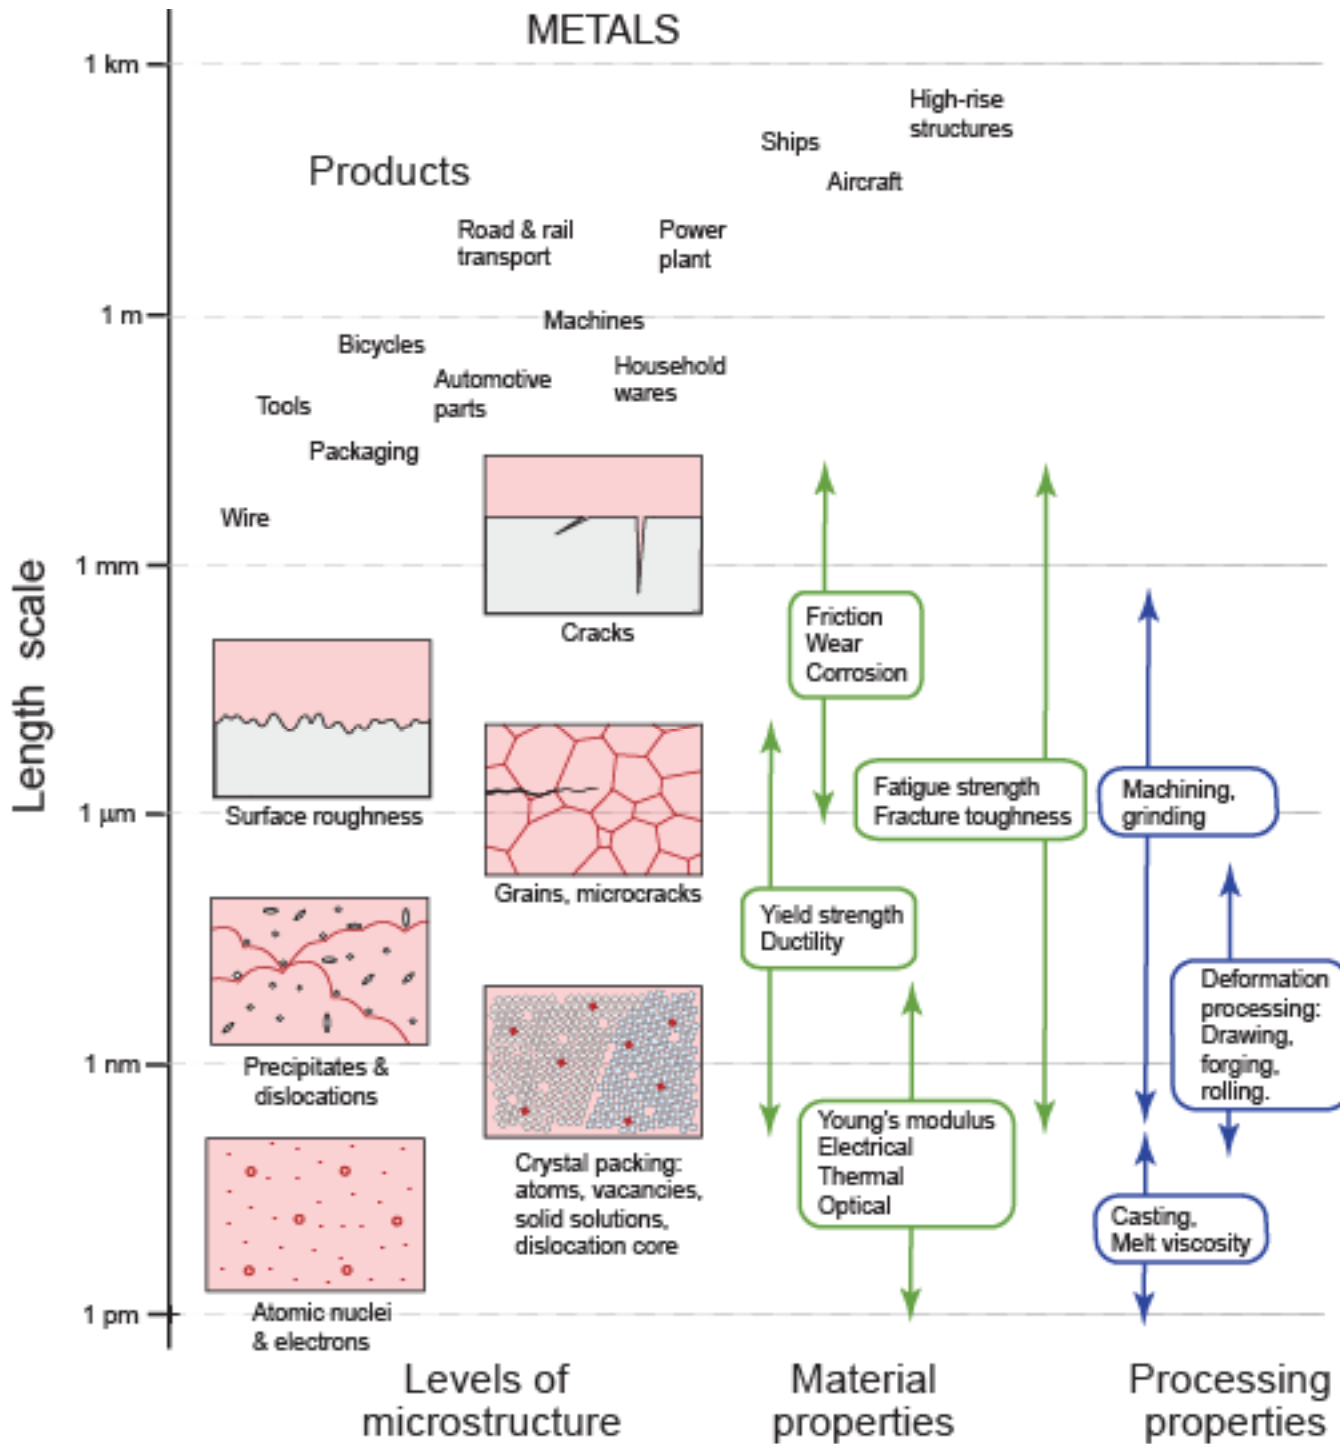 METALS
1 km
High-rise
structures
Ships
Products
Aircraft
Road & rail
transport
Power
plant
1 m
Machines
Bicycles
Household
wares
Automotive
parts
Tools
Packaging
Wire
Length scale
1 mm
Cracks
Friction
Wear
Corrosion
Surface roughness
1 μm
Fatigue strength
Fracture toughness
Machining,
grinding
Grains, microcracks
Yield strength
Ductility
Deformation
processing:
Drawing,
forging,
rolling.
1 nm
Precipitates &
dislocations
Crystal packing:
atoms, vacancies,
solid solutions,
dislocation core
Young's modulus
Electrical
Thermal
Optical
Casting,
Melt viscosity
1 pm
Atomic nuclei
& electrons
Levels of
microstructure
Material
properties
Processing
properties